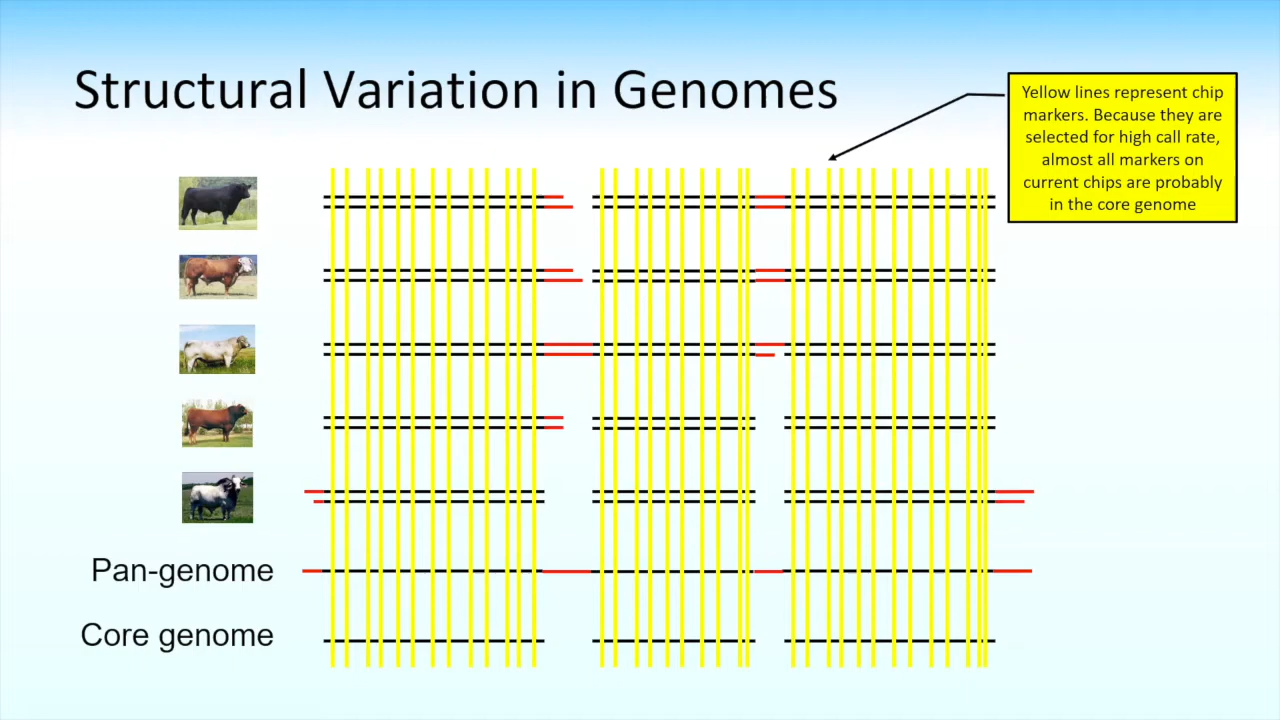 Structural Variation in Genomes
Yellow lines represent chip
markers. Because they are
selected for high call rate,
almost all markers on
current chips are probably
in the core genome
Pan-genome
Core genome